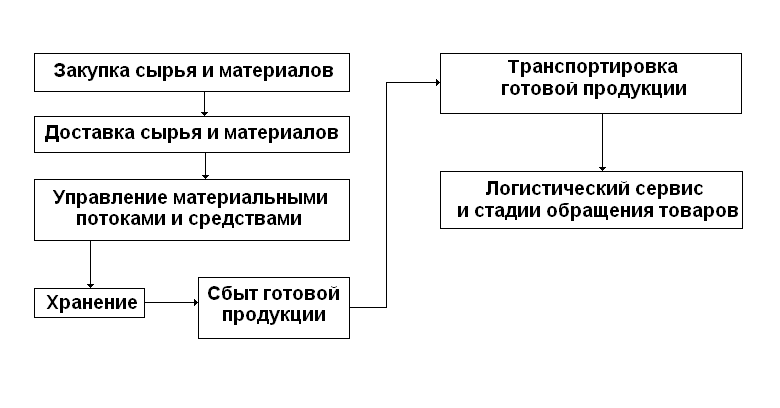 Закупка сырья и материалов
Доставка сырья и материалов
Управление материальными
потоками и средствами
Хранение
Сбыт готовой
продукции
Транспортировка
готовой продукции
Логистический сервис
и стадии обращения товаров